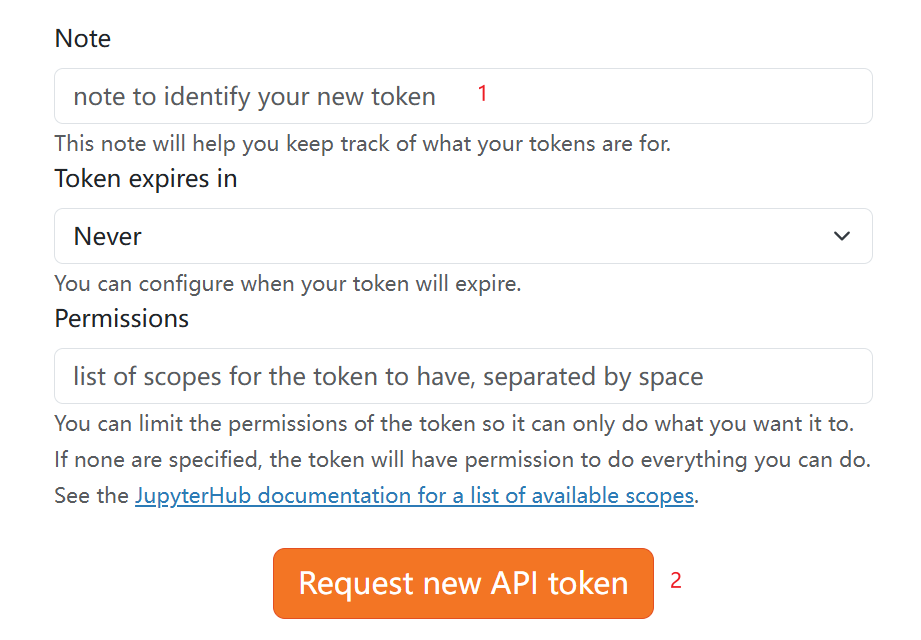 Note
note to identify your new token 1
This note will help you keep track of what your tokens are for.
Token expires in
Never
You can configure when your token will expire.
Permissions
list of scopes for the token to have, separated by space
You can limit the permissions of the token so it can only do what you want it to.
If none are specified, the token will have permission to do everything you can do.
See the JupyterHub documentation for a list of available scopes.
Request new API token 2